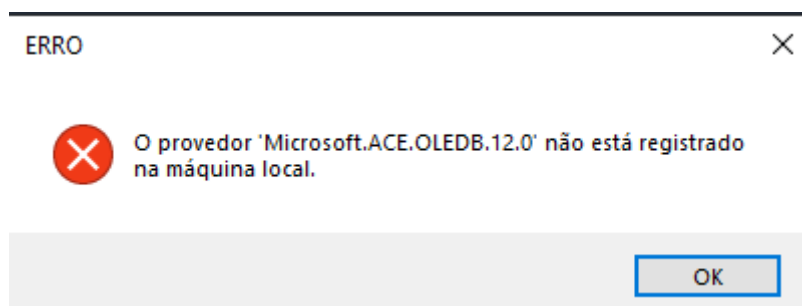 ERRO
O provedor 'Microsoft.ACE.OLEDB.12.0' não está registrado
na máquina local.
OK